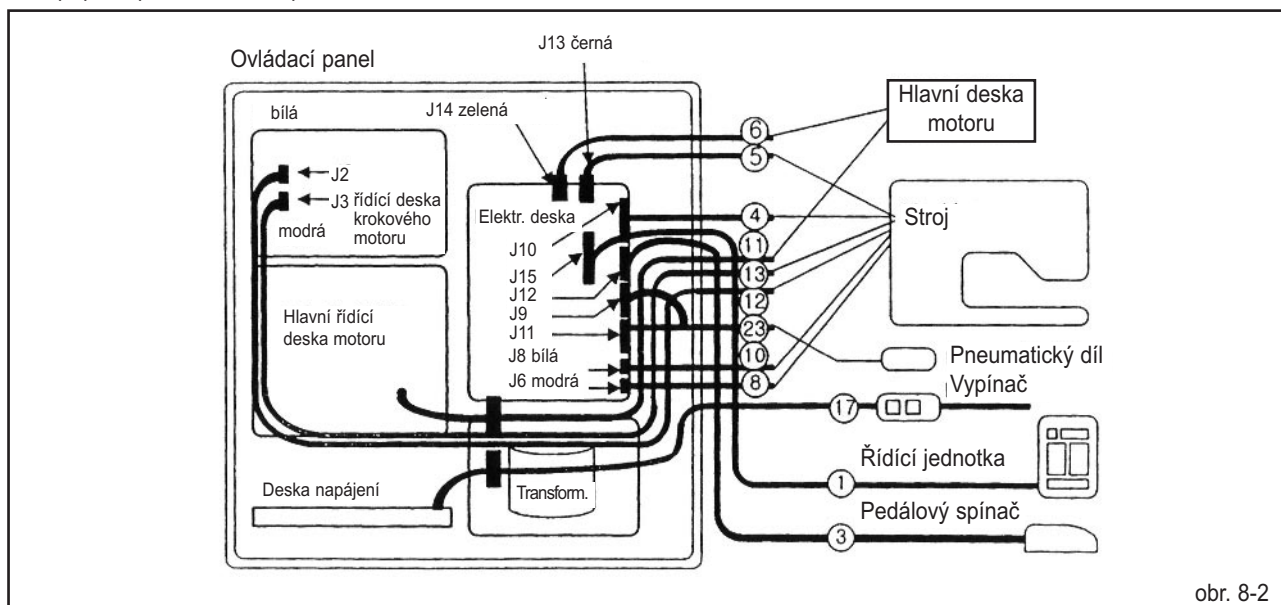 J13 černá
Ovládací panel
bílá
J14 zelená
Hlavní deska
motoru
6
5
J2
J3 řídící deska
krokového
motoru
modrá
Elektr. deska
4
Stroj
J10
11
J15
13
J12
12
J9
Hlavní řídící
deska motoru
J11
23
J8 bílá
10
Pneumatický díl
J6 modrá
8
Vypínač
17
Řídící jednotka
Deska napájení
Transform.
1
Pedálový spínač
3
obr. 8-2